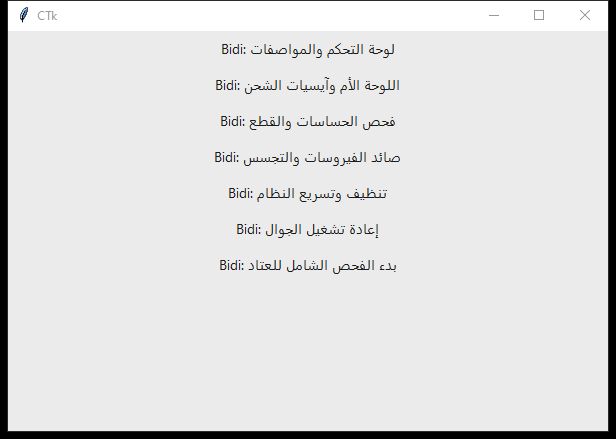 CTk
Bidi: لوحة التحكم والمواصفات
Bidi: اللوحة الأم وآيسيات الشحن
Bidi: فحص الحساسات والقطع
Bidi: صائد الفيروسات والتجسس
Bidi: تنظيف وتسريع النظام
Bidi: إعادة تشغيل الجوال
Bidi: بدء الفحص الشامل للعتاد